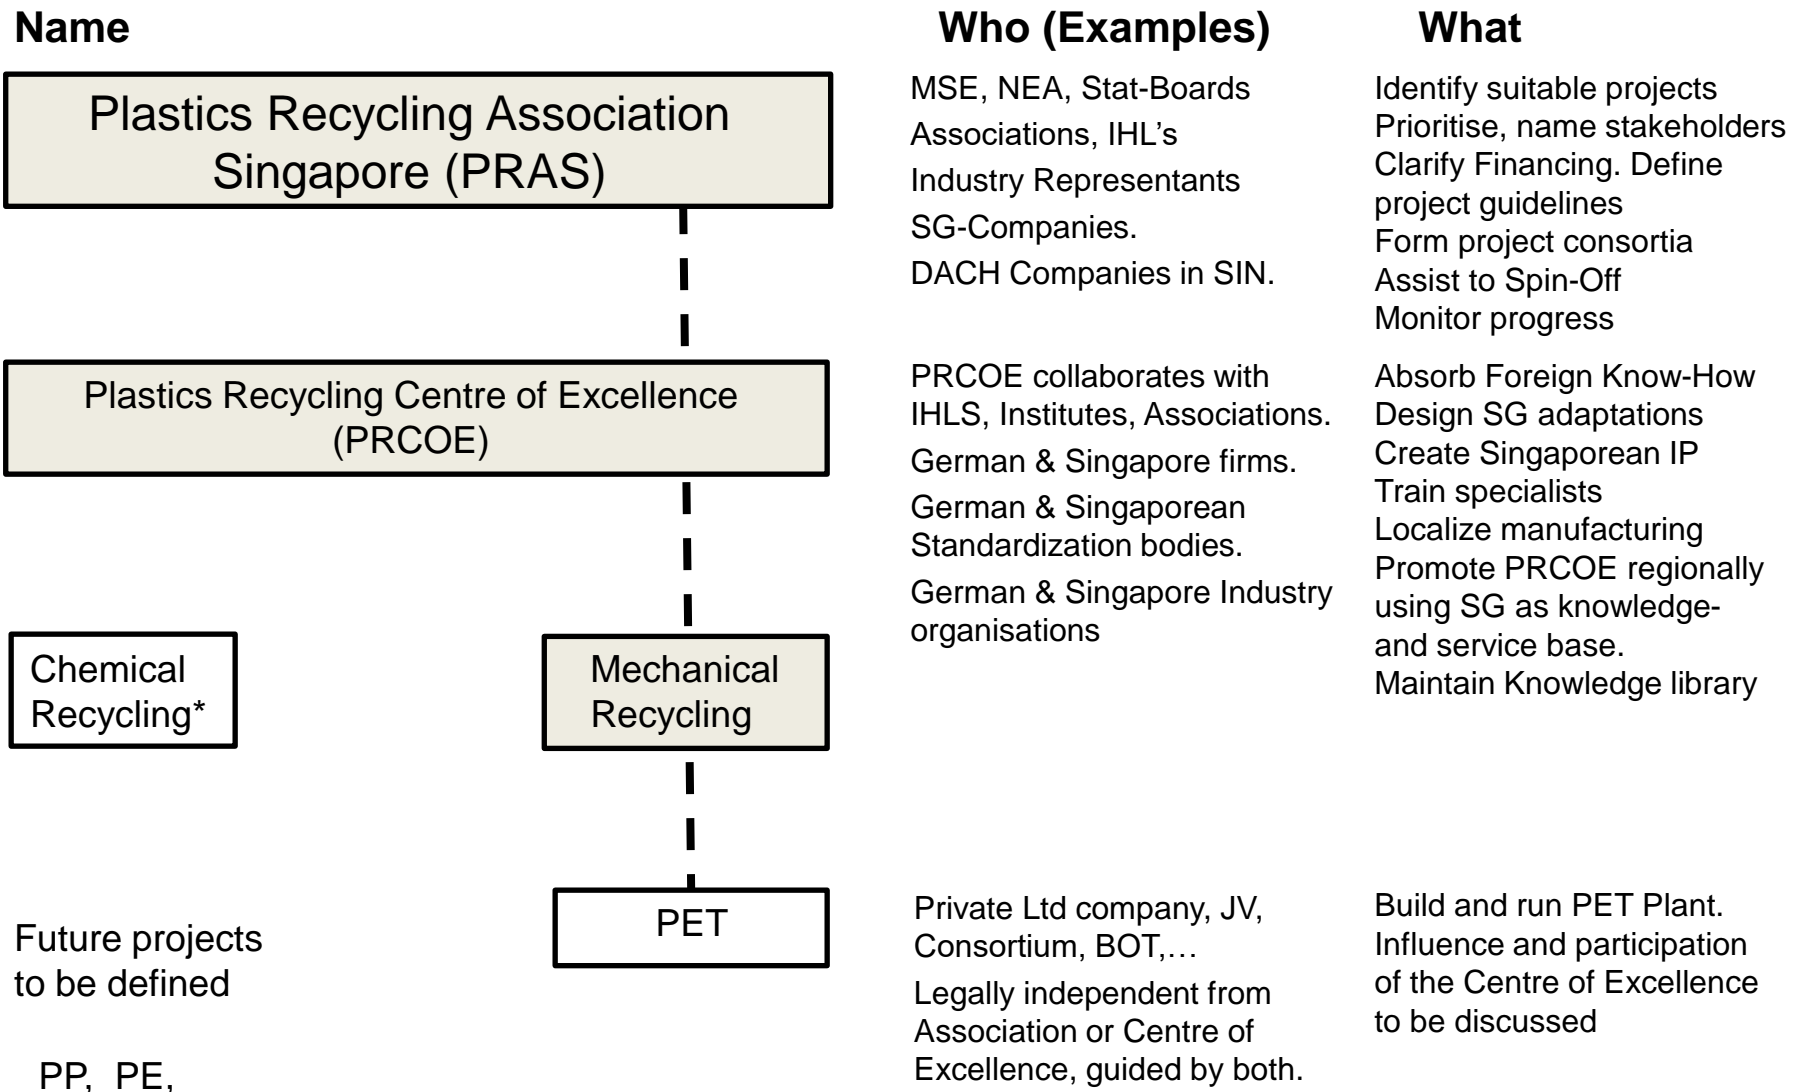 Name
Who (Examples)
What
Plastics Recycling Association
Singapore (PRAS)
MSE, NEA, Stat-Boards
Associations, IHL’s
Industry Representants
SG-Companies.
DACH Companies in SIN.
Identify suitable projects
Prioritise, name stakeholders
Clarify Financing. Define
project guidelines
Form project consortia
Assist to Spin-Off
Monitor progress
Plastics Recycling Centre of Excellence
(PRCOE)
PRCOE collaborates with
IHLS, Institutes, Associations.
German & Singapore firms.
German & Singaporean
Standardization bodies.
German & Singapore Industry
organisations
Absorb Foreign Know-How
Design SG adaptations
Create Singaporean IP
Train specialists
Localize manufacturing
Promote PRCOE regionally
using SG as knowledge-
and service base.
Maintain Knowledge library
Chemical
Recycling*
Mechanical
Recycling
Future projects
to be defined
PP, PE,
PET
Private Ltd company, JV,
Consortium, BOT,…
Legally independent from
Association or Centre of
Excellence, guided by both.
Build and run PET Plant.
Influence and participation
of the Centre of Excellence
to be discussed